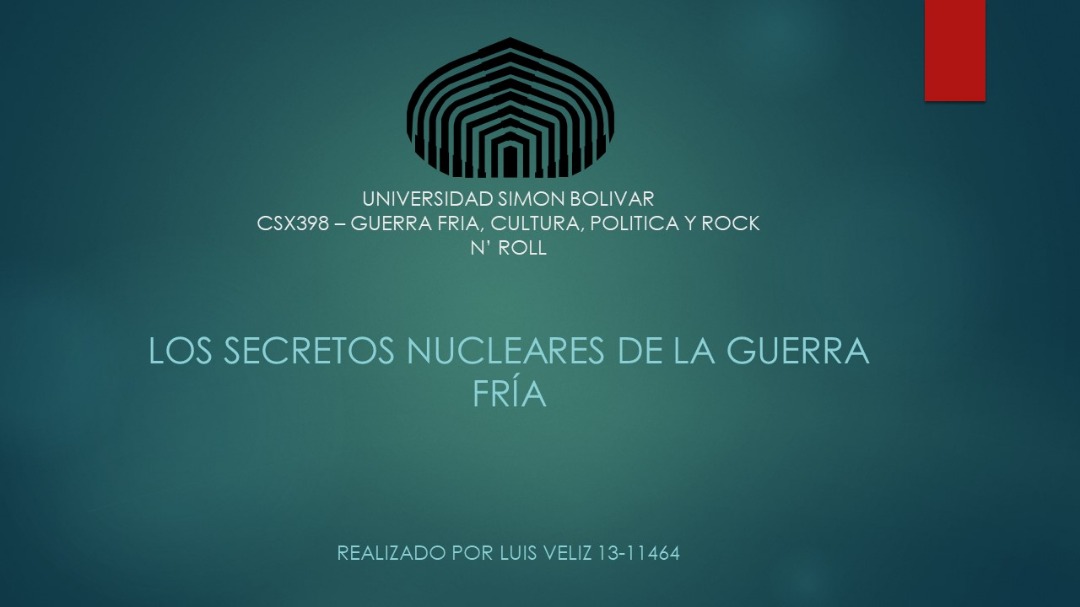 UNIVERSIDAD SIMON BOLIVAR
CSX398 – GUERRA FRIA, CULTURA, POLITICA Y ROCK
N’ ROLL
LOS SECRETOS NUCLEARES DE LA GUERRA
FRÍA
REALIZADO POR LUIS VELIZ 13-11464